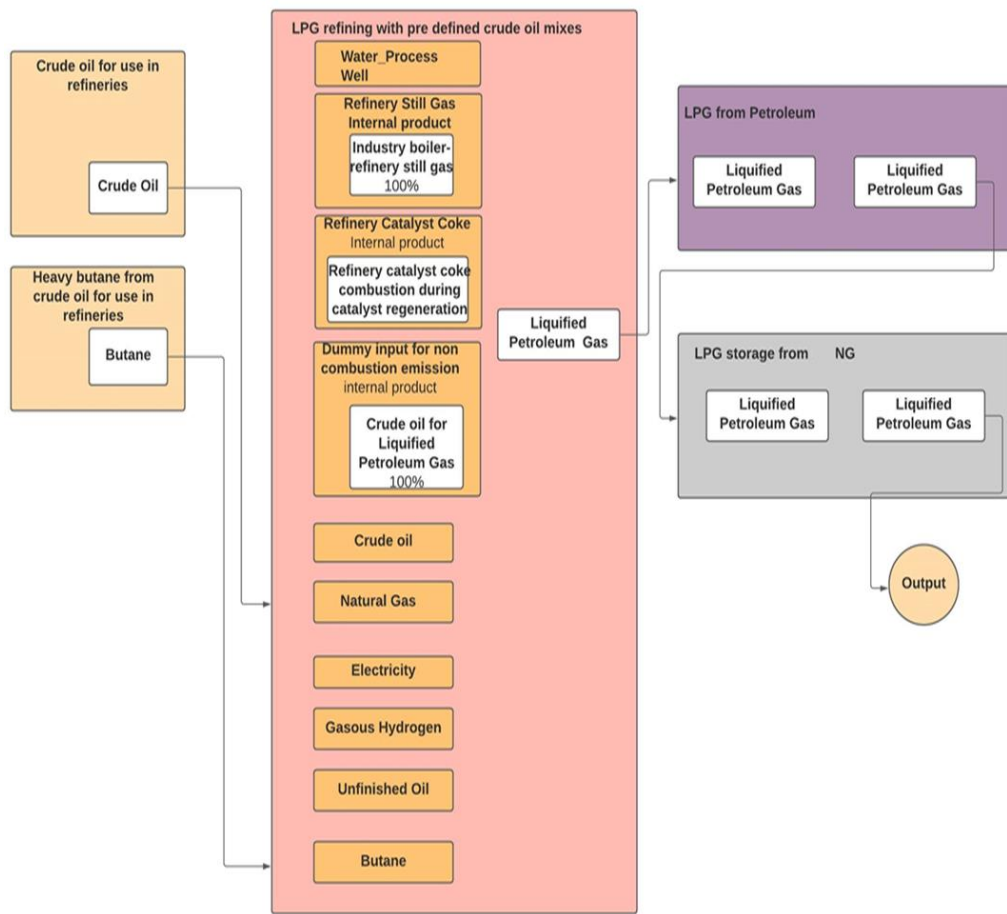 Crude oil for use in
refineries
Crude Oil
Heavy butane from
crude oil for use in
refineries
Butane
LPG refining with pre defined crude oil mixes
Water_Process
Well
Refinery Still Gas
Internal product
Industry boiler-
refinery still gas
100%
Refinery Catalyst Coke
Internal product
Refinery catalyst coke
combustion during
catalyst regeneration
Dummy input for non
combustion emission
internal product
Crude oil for
Liquified
Petroleum Gas
100%
Crude oil
Natural Gas
Electricity
Gasous Hydrogen
Unfinished Oil
Butane
Liquified
Petroleum Gas
LPG from Petroleum
Liquified
Petroleum Gas
Liquified
Petroleum Gas
LPG storage from NG
Liquified
Petroleum Gas
Liquified
Petroleum Gas
Output